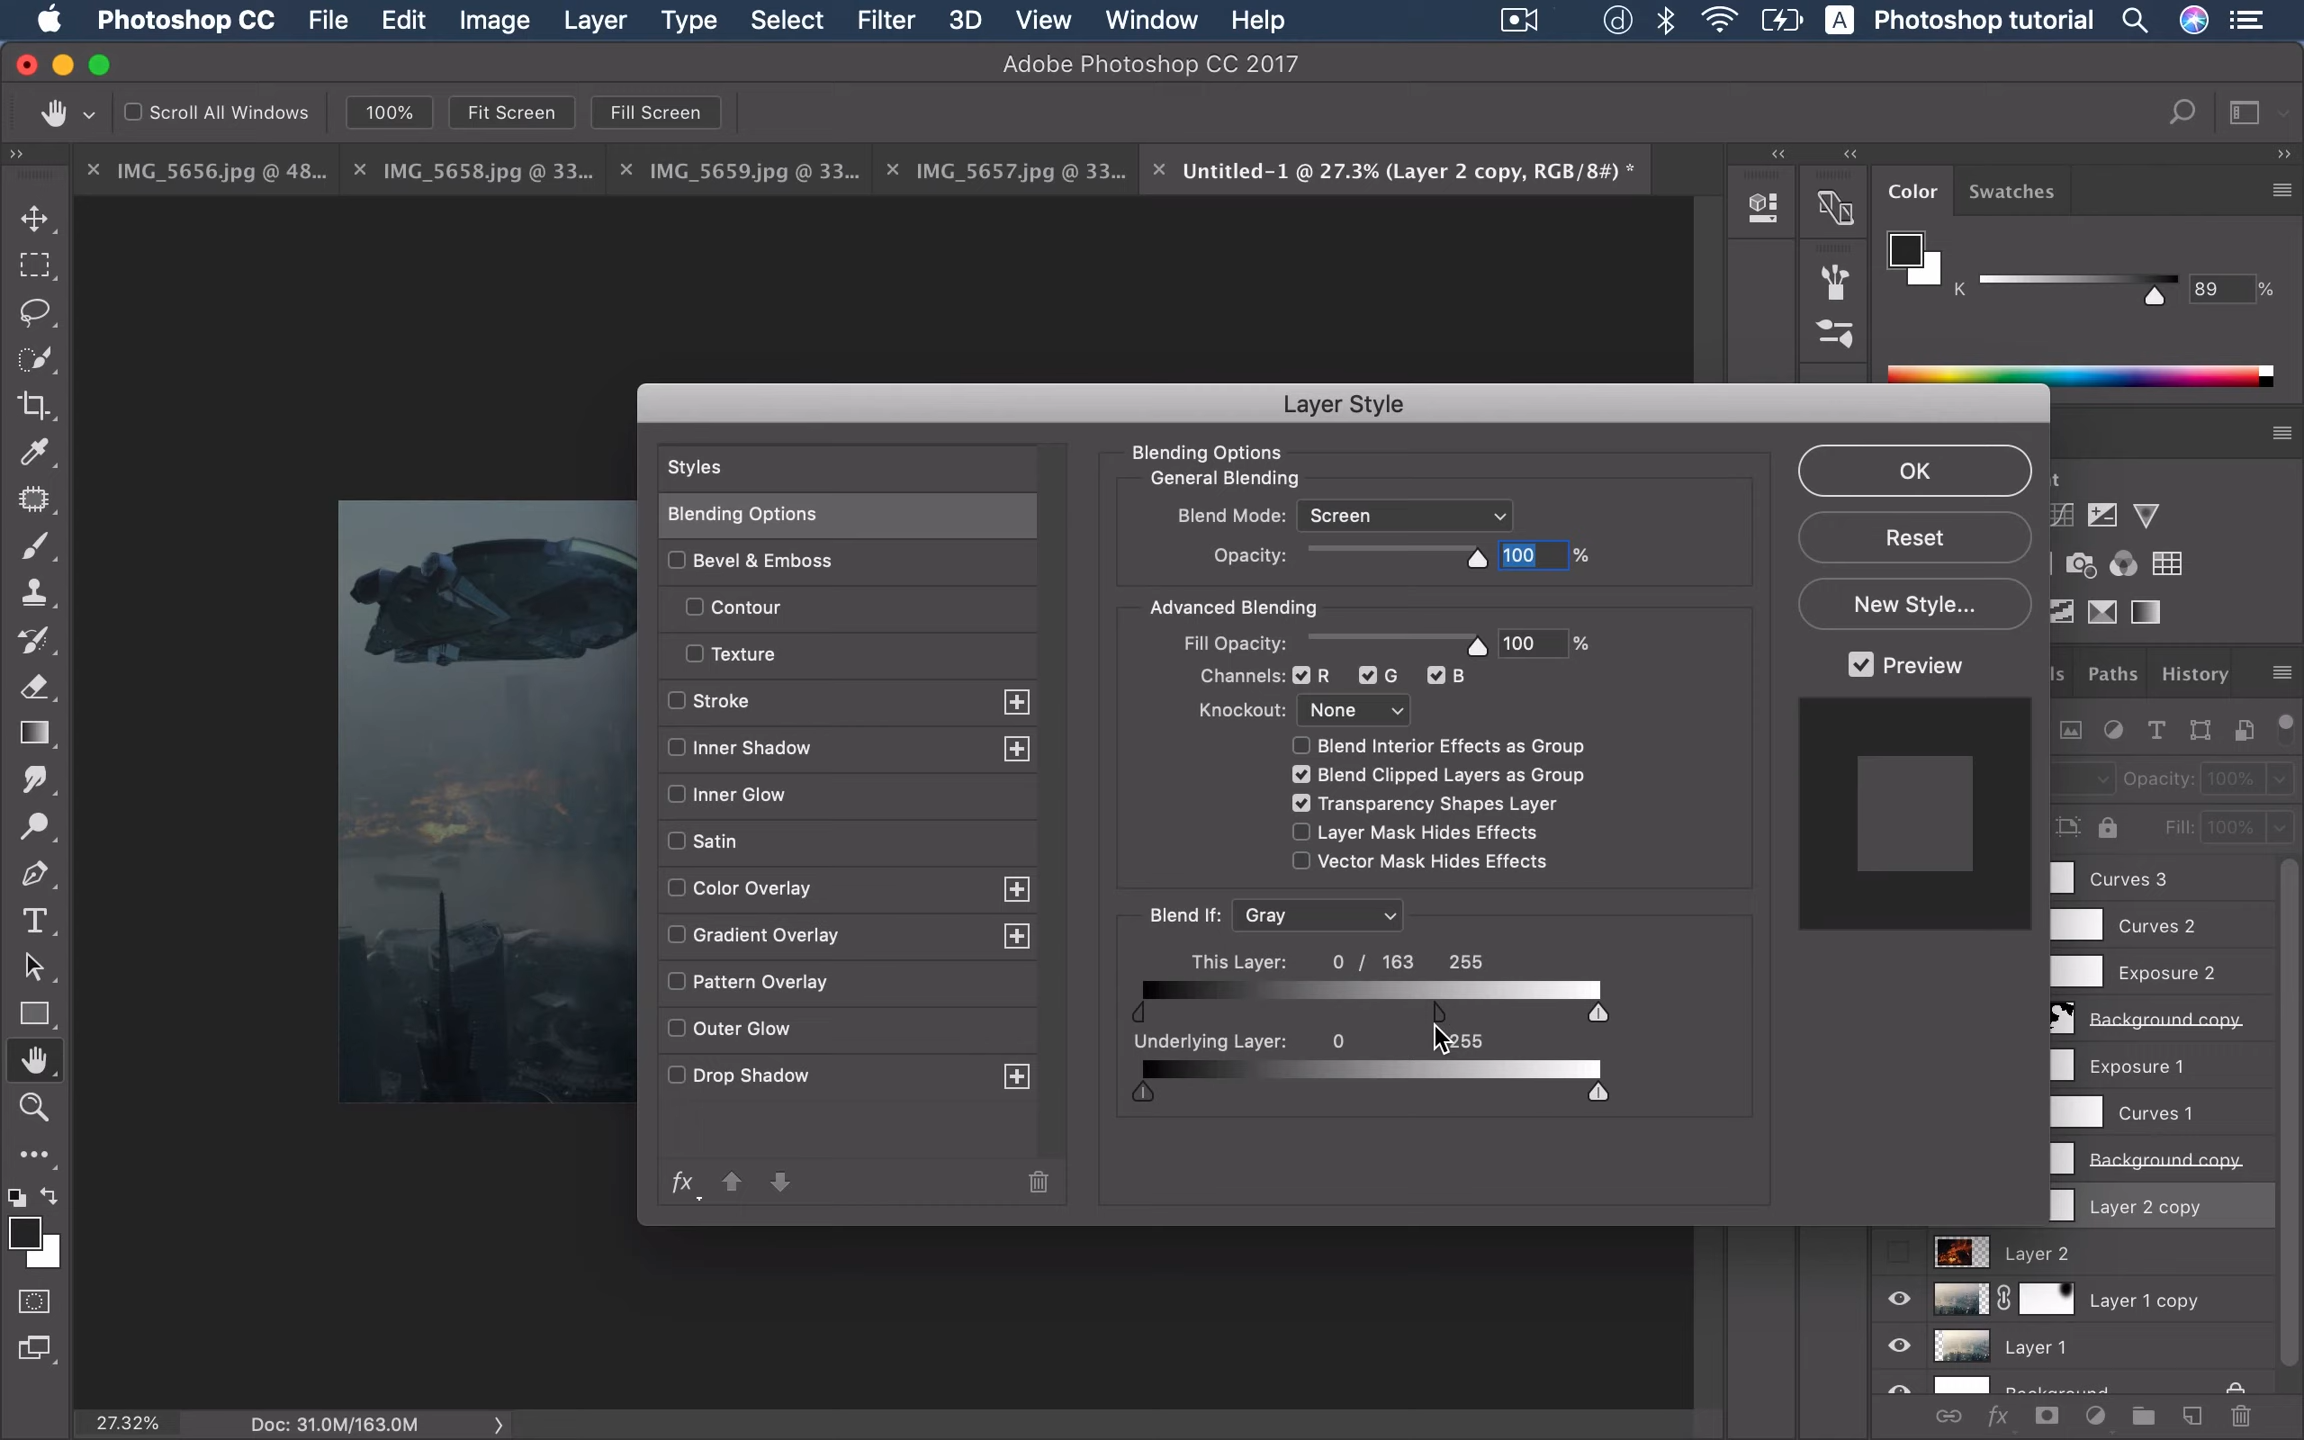 Photoshop CC File Edit Image Layer Type Select Filter 3D View Window Help A Photoshop tutorial
Adobe Photoshop CC 2017
Scroll All Windows 100% Fit Screen Fill Screen
IMG_5656.jpg @ 48... IMG_5658.jpg @ 33... IMG_5659.jpg @ 33... IMG_5657.jpg @ 33... Untitled-1 @ 27.3% (Layer 2 copy, RGB/8#) *
Color Swatches
K 89 %
Layer Style
Styles
Blending Options
Bevel & Emboss
Contour
Texture
Stroke
Inner Shadow
Inner Glow
Satin
Color Overlay
Gradient Overlay
Pattern Overlay
Outer Glow
Drop Shadow
fx
Blending Options
General Blending
Blend Mode: Screen
Opacity: 100 %
Advanced Blending
Fill Opacity: 100 %
Channels: R G B
Knockout: None
Blend Interior Effects as Group
Blend Clipped Layers as Group
Transparency Shapes Layer
Layer Mask Hides Effects
Vector Mask Hides Effects
Blend If: Gray
This Layer: 0 / 163 255
Underlying Layer: 0 255
OK
Reset
New Style...
Preview
Paths History
Opacity: 100%
Fill: 100%
Curves 3
Curves 2
Exposure 2
Background copy
Exposure 1
Curves 1
Background copy
Layer 2 copy
Layer 2
Layer 1 copy
Layer 1
fx
27.32% Doc: 31.0M/163.0M